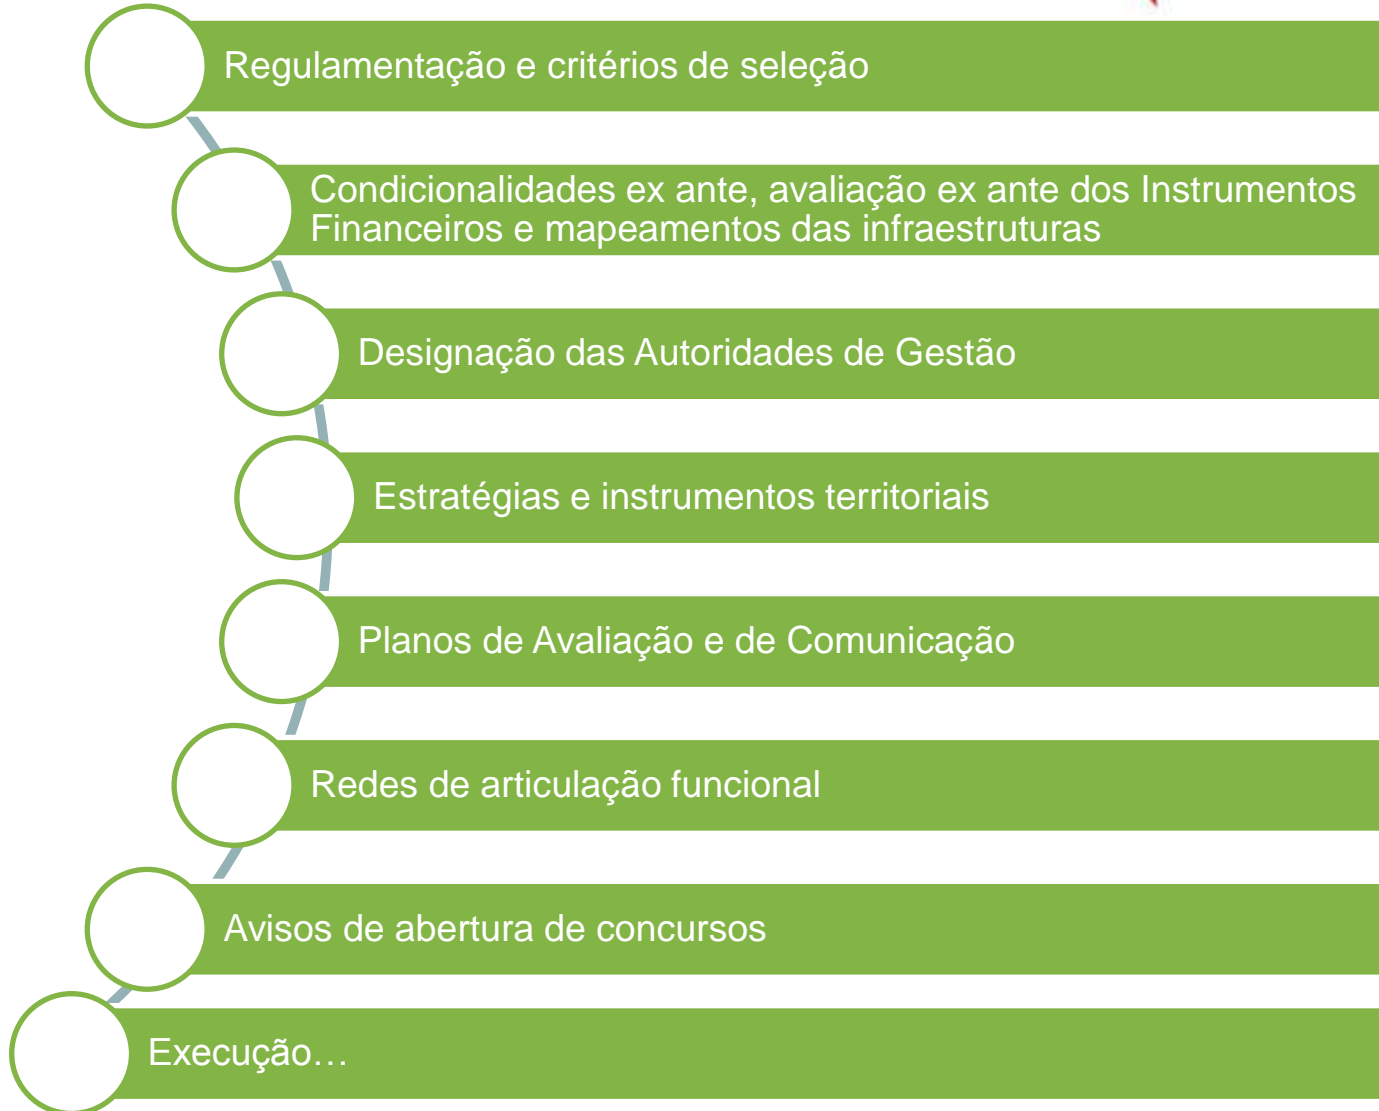 Regulamentação e critérios de seleção
Condicionalidades ex ante, avaliação ex ante dos Instrumentos
Financeiros e mapeamentos das infraestruturas
Designação das Autoridades de Gestão
Estratégias e instrumentos territoriais
Planos de Avaliação e de Comunicação
Redes de articulação funcional
Avisos de abertura de concursos
Execução…